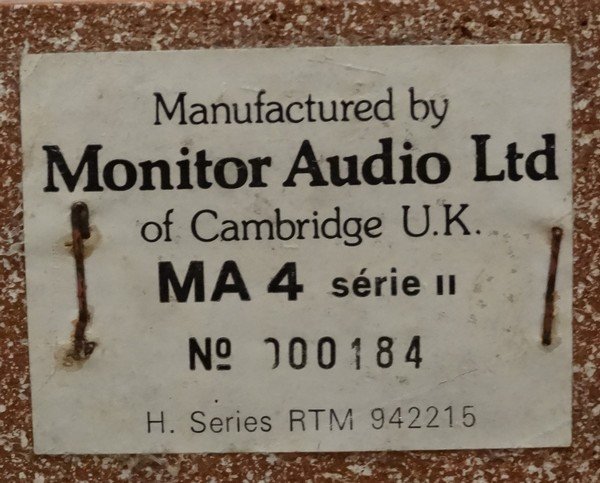 Manufactured by
Monitor Audio Ltd
of Cambridge U.K.
MA 4 série II
Nº 000184
H. Series RTM 942215